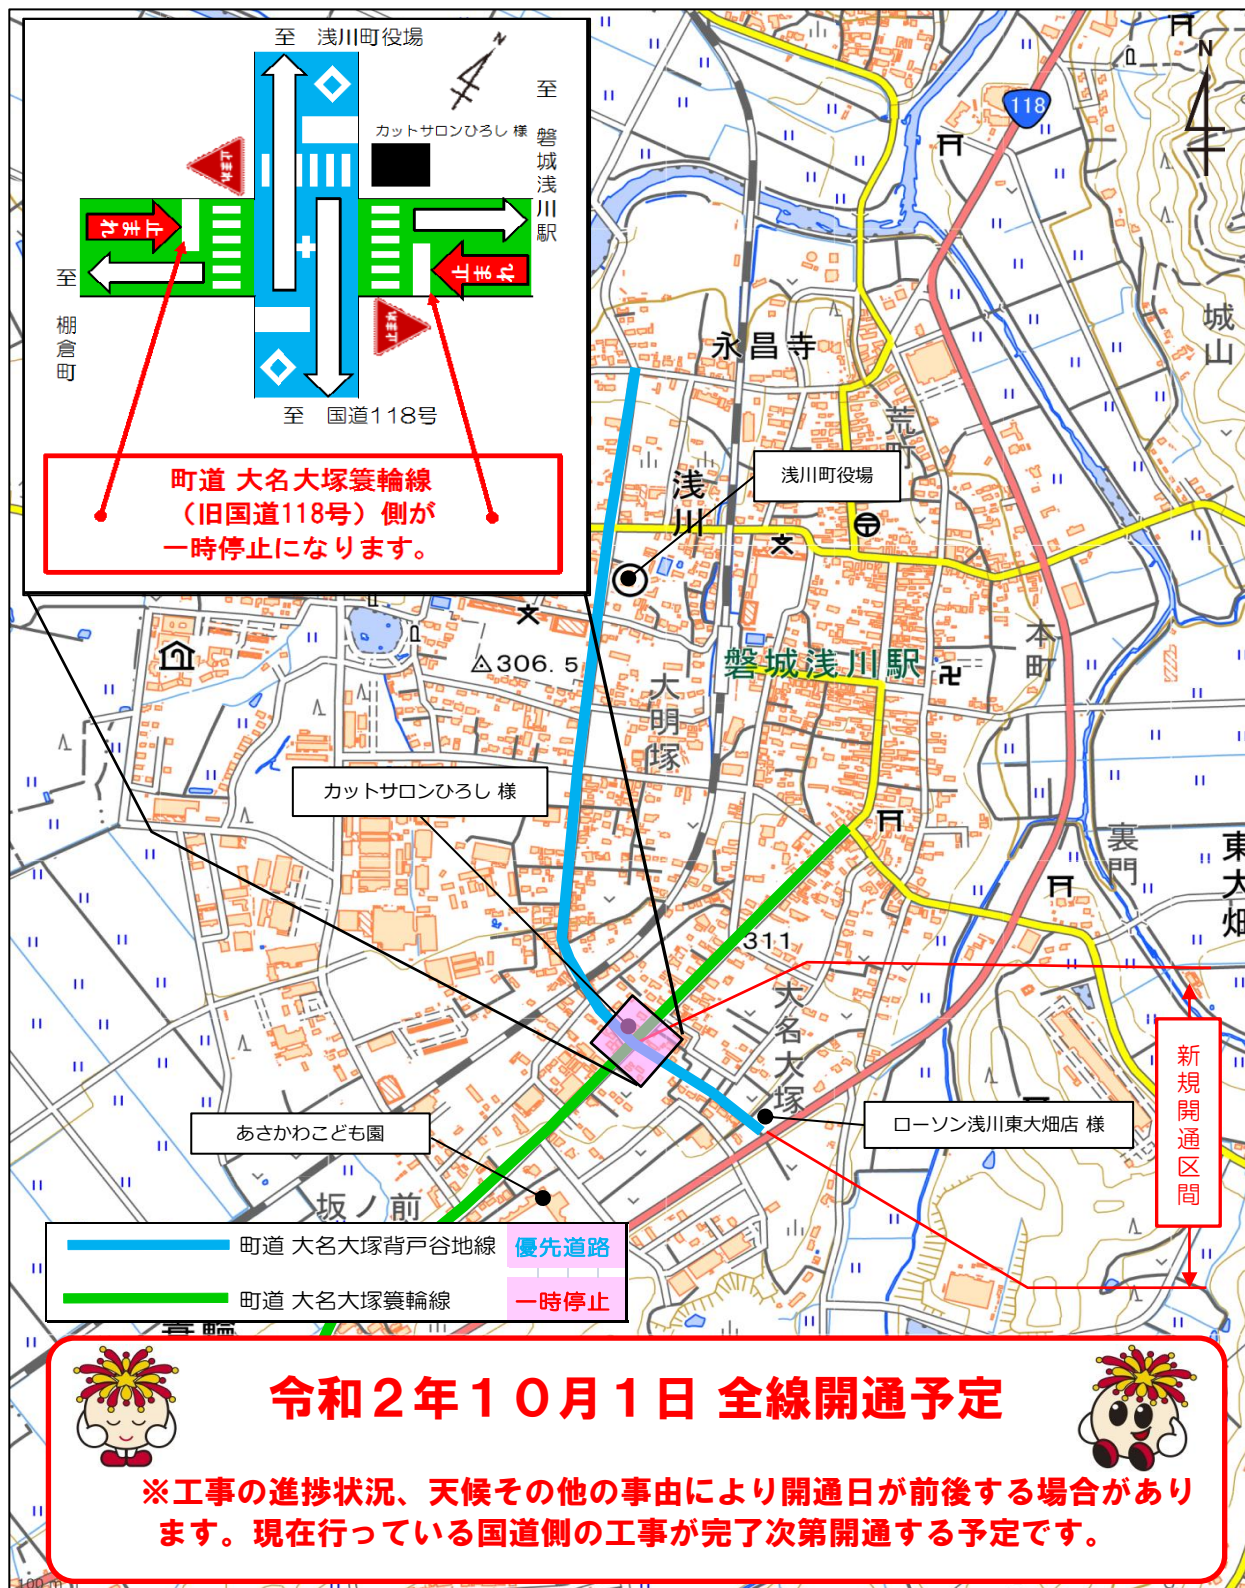 至 浅川町役場
N
至 磐城浅川駅
カットサロンひろし 様
止まれ
止まれ
止まれ
止まれ
至 棚倉町
至 国道118号
町道 大名大塚簑輪線
（旧国道118号）側が
一時停止になります。
118
N
城山
永昌寺
荒町
浅川町役場
浅川
306.5
磐城浅川駅
本町
大明塚
カットサロンひろし 様
裏門
東大畑
311
大名大塚
新規開通区間
ローソン浅川東大畑店 様
あさかわこども園
坂ノ前
町道 大名大塚背戸谷地線 優先道路
町道 大名大塚簑輪線 一時停止
令和２年１０月１日 全線開通予定
※工事の進捗状況、天候その他の事由により開通日が前後する場合があり
ます。現在行っている国道側の工事が完了次第開通する予定です。
100 m